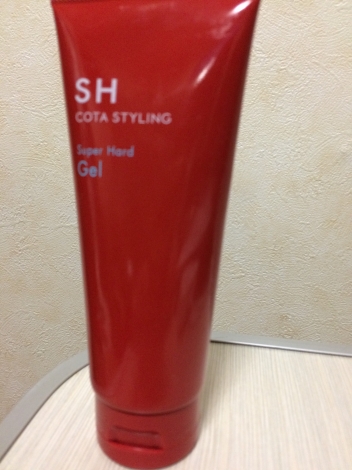 SH
COTA STYLING
Super Hard
Gel